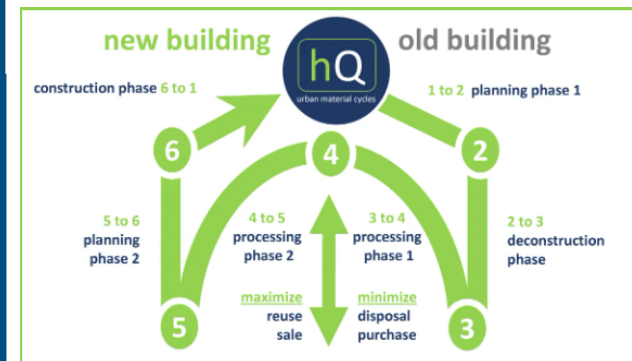 new building
old building
hQ
urban material cycles
construction phase 6 to 1
1 to 2 planning phase 1
6
4
2
5 to 6
planning
phase 2
4 to 5
processing
phase 2
3 to 4
processing
phase 1
2 to 3
deconstruction
phase
maximize
reuse
sale
minimize
disposal
purchase
5
3